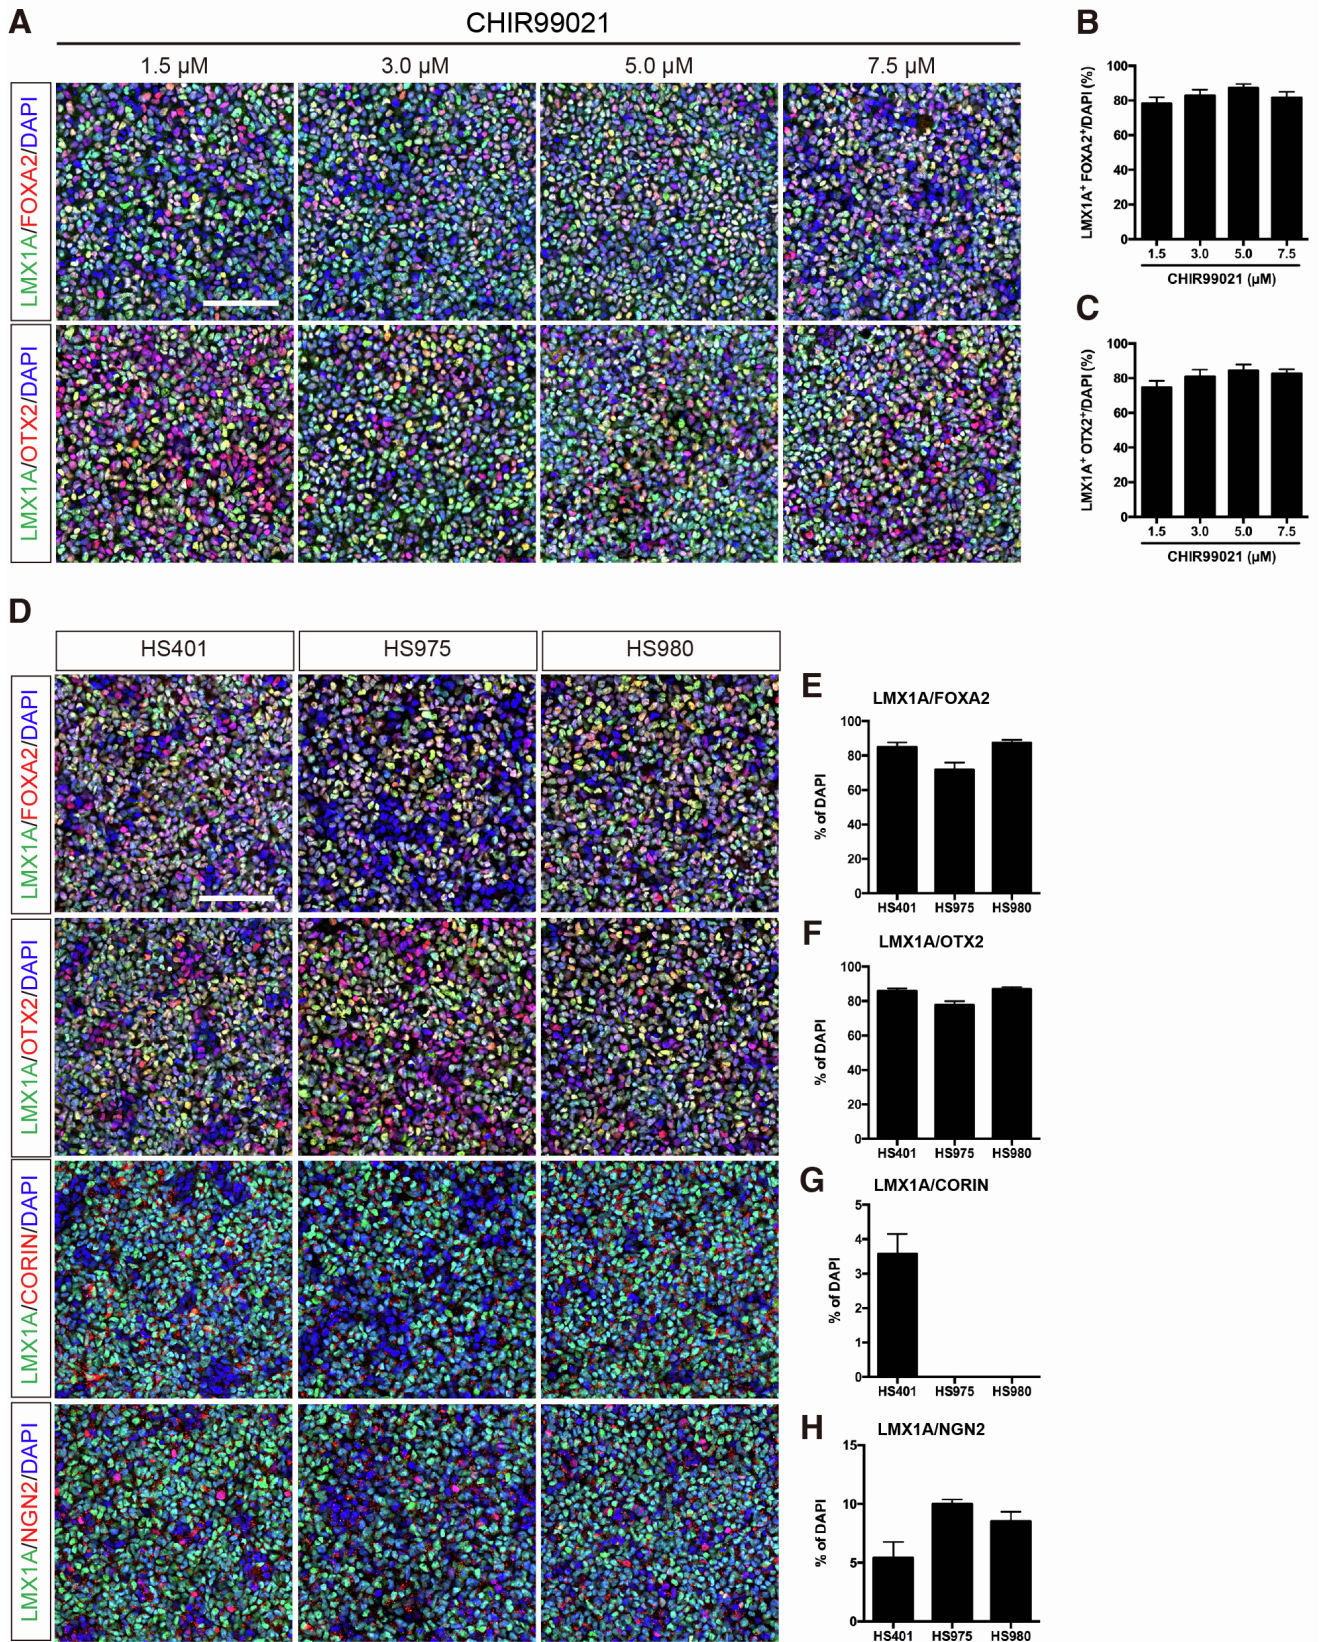 A
CHIR99021
1.5 µM
3.0 µM
5.0 µM
7.5 µM
LMX1A/FOXA2/DAPI
LMX1A/OTX2/DAPI
B
LMX1A⁺ FOXA2⁺/DAPI (%)
100
80
60
40
20
0
1.5
3.0
5.0
7.5
CHIR99021 (µM)
C
LMX1A⁺ OTX2⁺/DAPI (%)
100
80
60
40
20
0
1.5
3.0
5.0
7.5
CHIR99021 (µM)
D
HS401
HS975
HS980
LMX1A/FOXA2/DAPI
LMX1A/OTX2/DAPI
LMX1A/CORIN/DAPI
LMX1A/NGN2/DAPI
E
LMX1A/FOXA2
% of DAPI
100
80
60
40
20
0
HS401
HS975
HS980
F
LMX1A/OTX2
% of DAPI
100
80
60
40
20
0
HS401
HS975
HS980
G
LMX1A/CORIN
% of DAPI
5
4
3
2
1
0
HS401
HS975
HS980
H
LMX1A/NGN2
% of DAPI
15
10
5
0
HS401
HS975
HS980